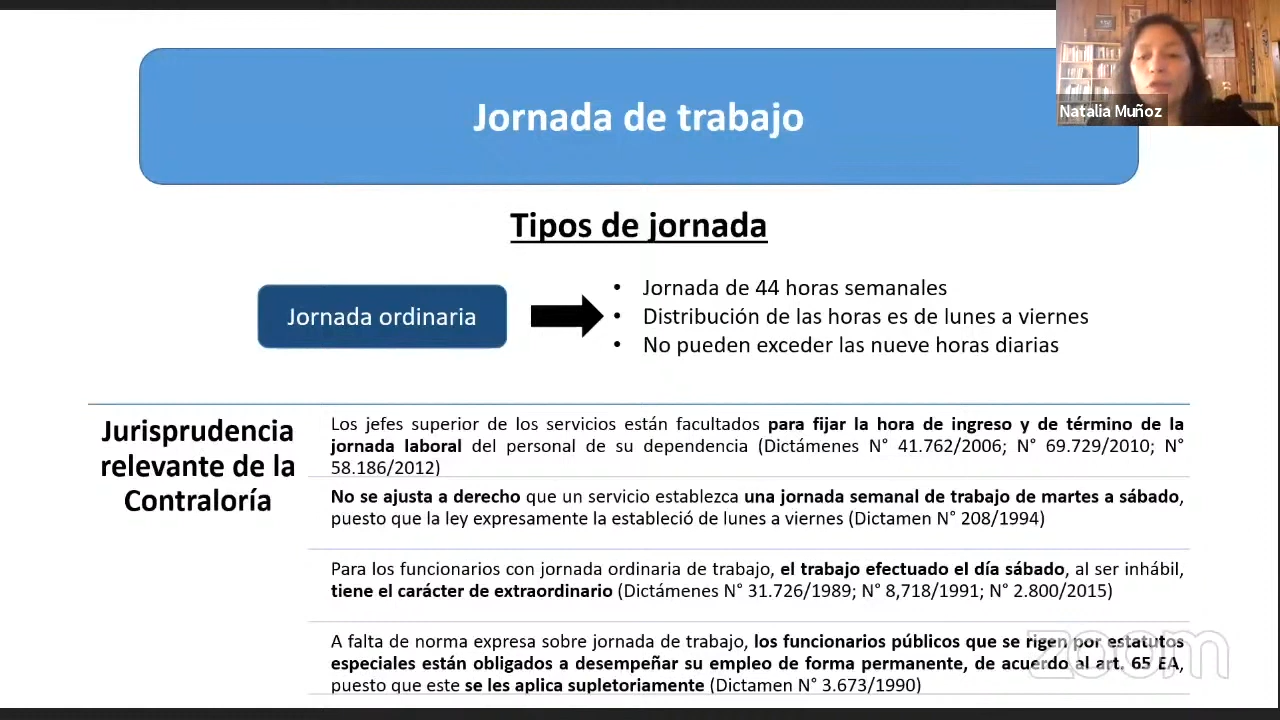 Jornada de trabajo
Natalia Muñoz
Tipos de jornada
Jornada ordinaria
• Jornada de 44 horas semanales
• Distribución de las horas es de lunes a viernes
• No pueden exceder las nueve horas diarias
Jurisprudencia
relevante de la
Contraloría
Los jefes superior de los servicios están facultados para fijar la hora de ingreso y de término de la
jornada laboral del personal de su dependencia (Dictámenes N° 41.762/2006; N° 69.729/2010; N°
58.186/2012)
No se ajusta a derecho que un servicio establezca una jornada semanal de trabajo de martes a sábado,
puesto que la ley expresamente la estableció de lunes a viernes (Dictamen N° 208/1994)
Para los funcionarios con jornada ordinaria de trabajo, el trabajo efectuado el día sábado, al ser inhábil,
tiene el carácter de extraordinario (Dictámenes N° 31.726/1989; N° 8,718/1991; N° 2.800/2015)
A falta de norma expresa sobre jornada de trabajo, los funcionarios públicos que se rigen por estatutos
especiales están obligados a desempeñar su empleo de forma permanente, de acuerdo al art. 65 EA,
puesto que este se les aplica supletoriamente (Dictamen N° 3.673/1990)
zoom